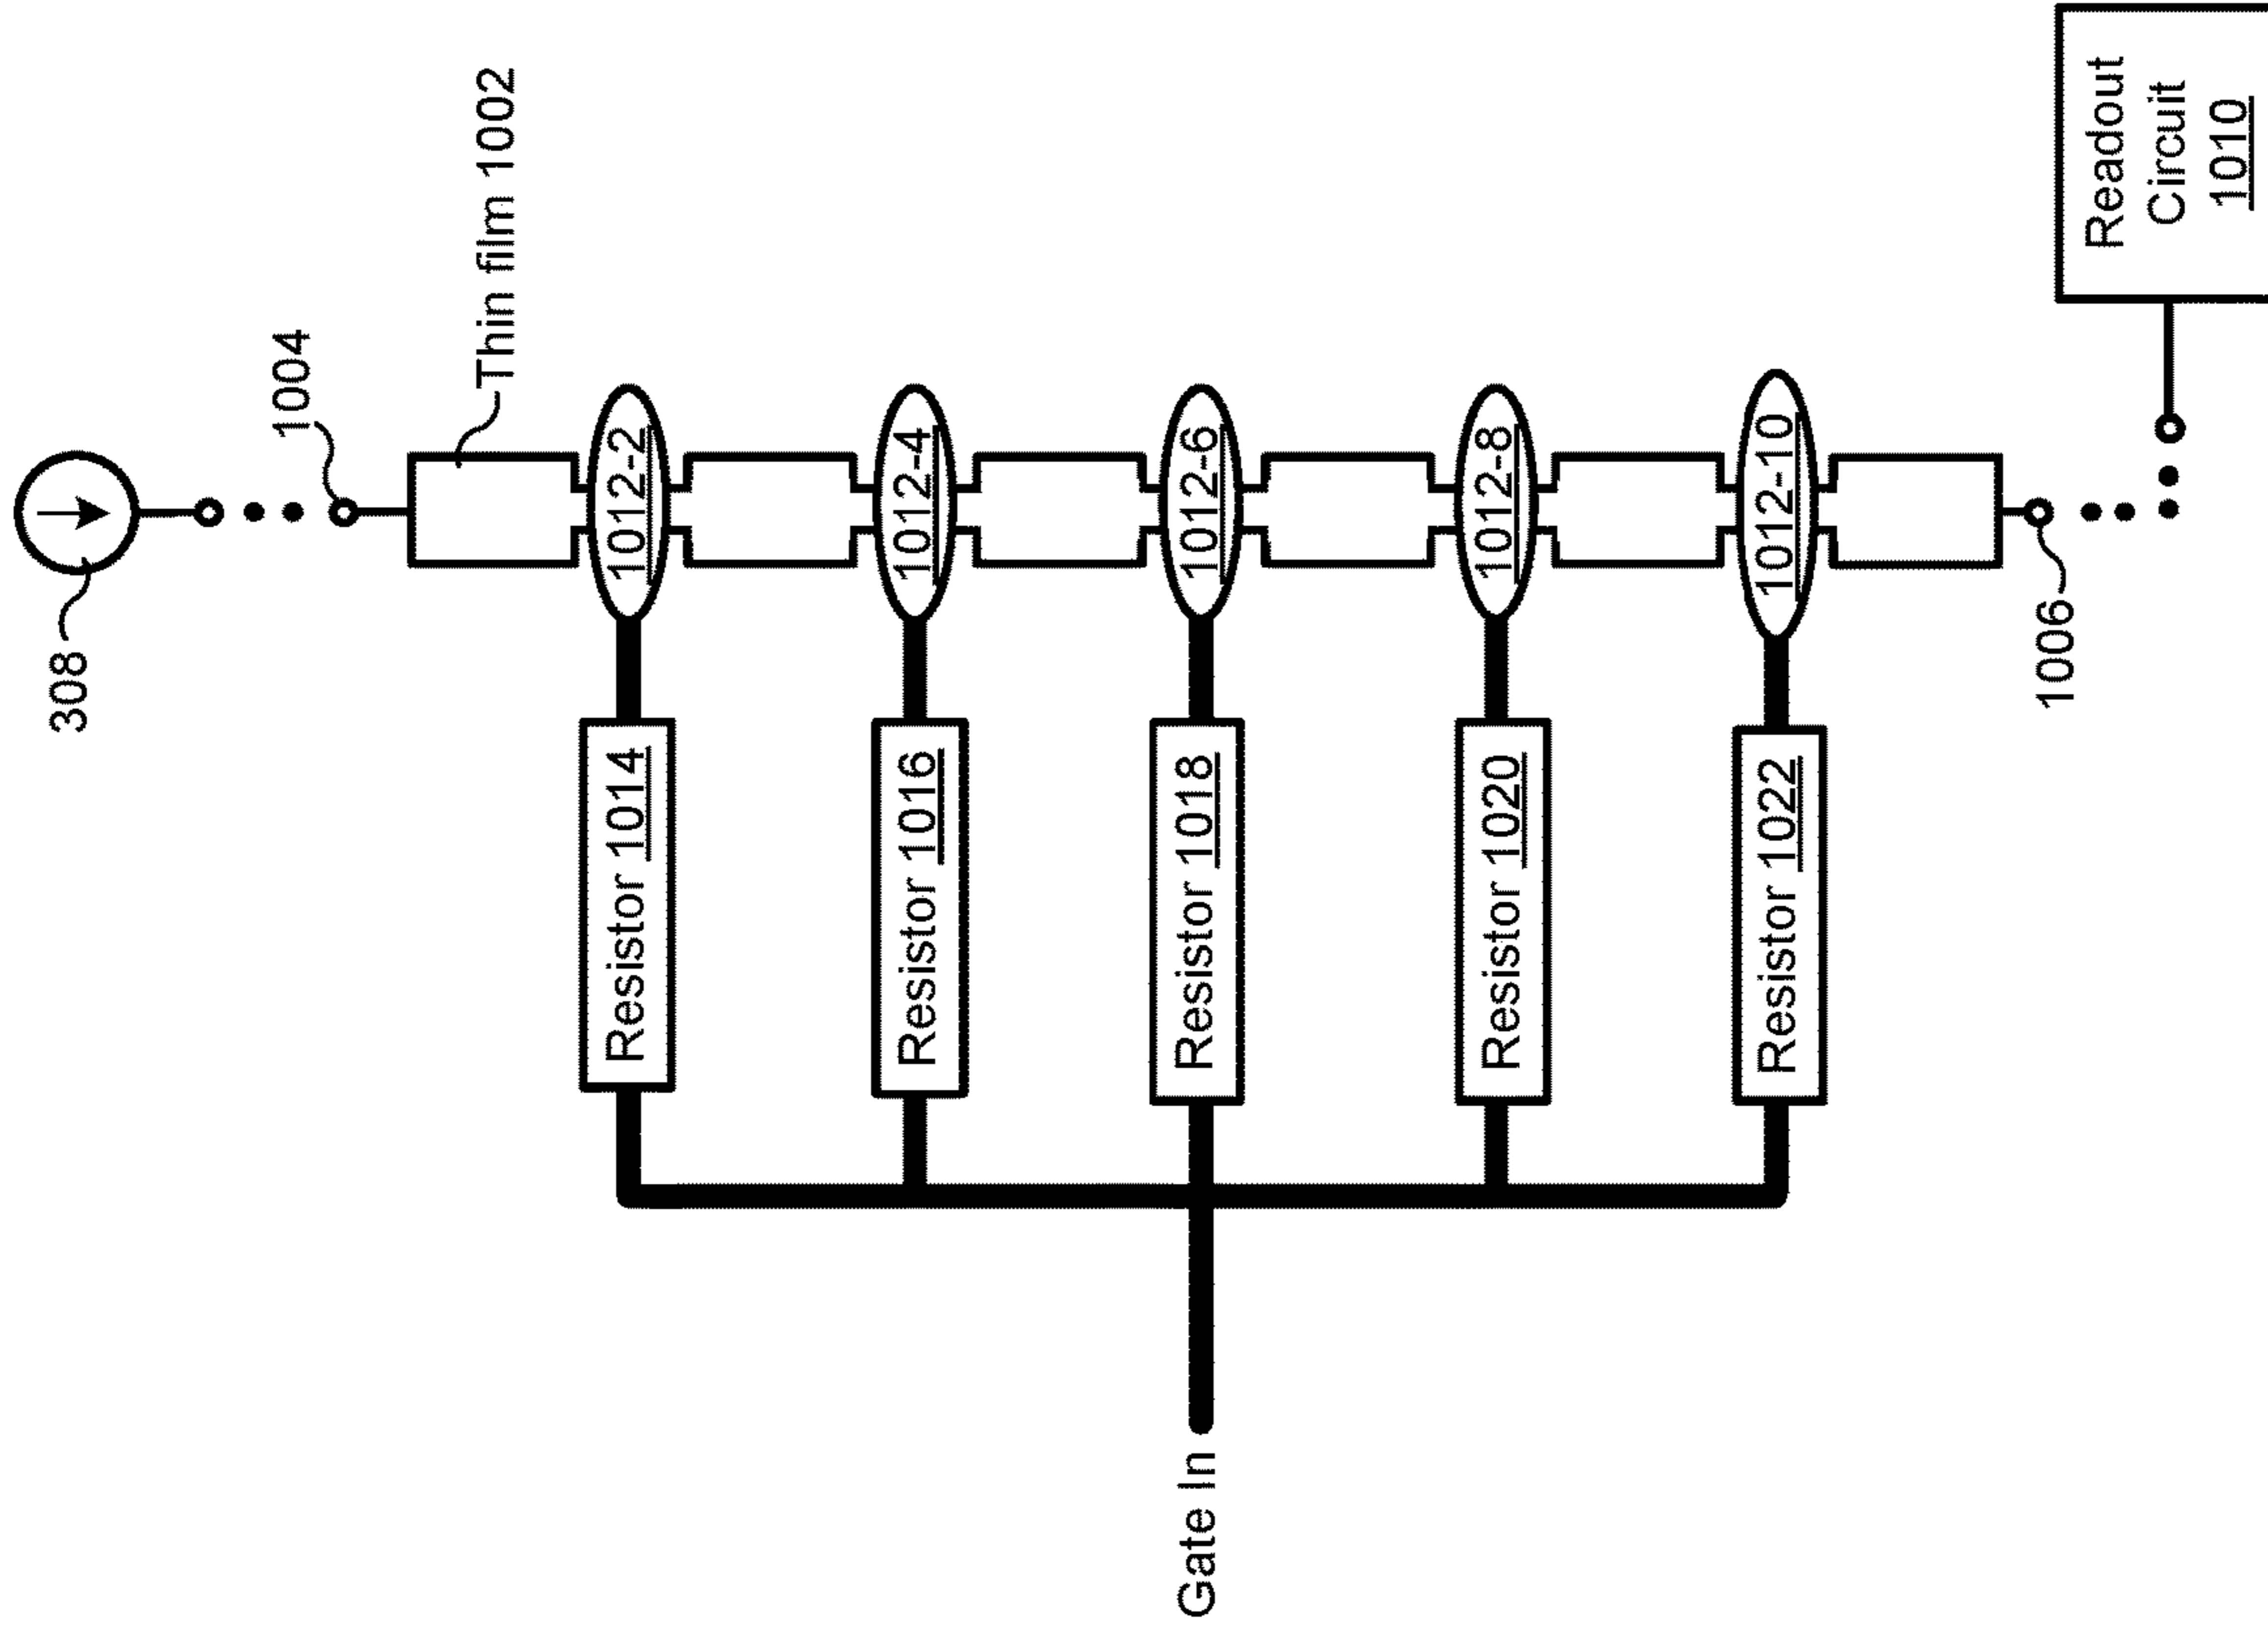 308
1004
Thin film 1002
1012-2
1012-4
1012-6
1012-8
1012-10
Resistor 1014
Resistor 1016
Resistor 1018
Resistor 1020
Resistor 1022
Gate In
1006
Readout
Circuit
1010